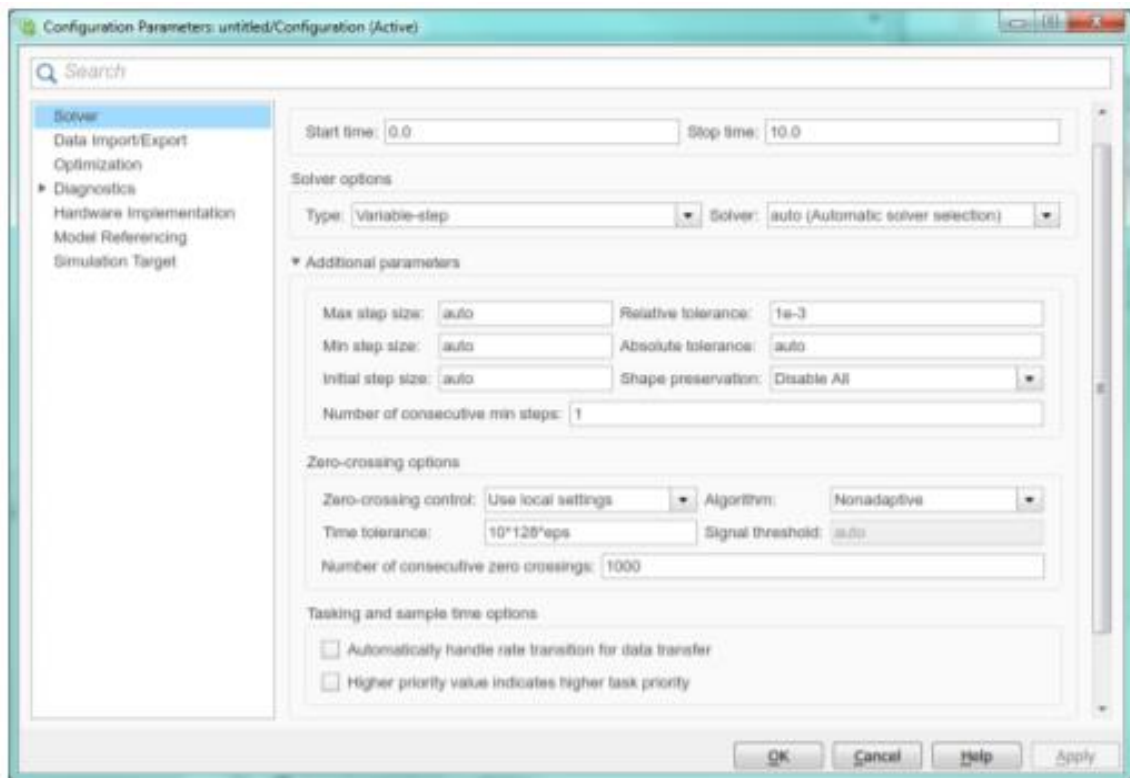 Configuration Parameters: untitled/Configuration (Active)
Search
Solver
Data Import/Export
Optimization
Diagnostics
Hardware Implementation
Model Referencing
Simulation Target
Start time: 0.0 Stop time: 10.0
Solver options
Type: Variable-step Solver: auto (Automatic solver selection)
Additional parameters
Max step size: auto Relative tolerance: 1e-3
Min step size: auto Absolute tolerance: auto
Initial step size: auto Shape preservation: Disable All
Number of consecutive min steps: 1
Zero-crossing options
Zero-crossing control: Use local settings Algorithm: Nonadaptive
Time tolerance: 10*128*eps Signal threshold: auto
Number of consecutive zero crossings: 1000
Tasking and sample time options
Automatically handle rate transition for data transfer
Higher priority value indicates higher task priority
OK Cancel Help Apply